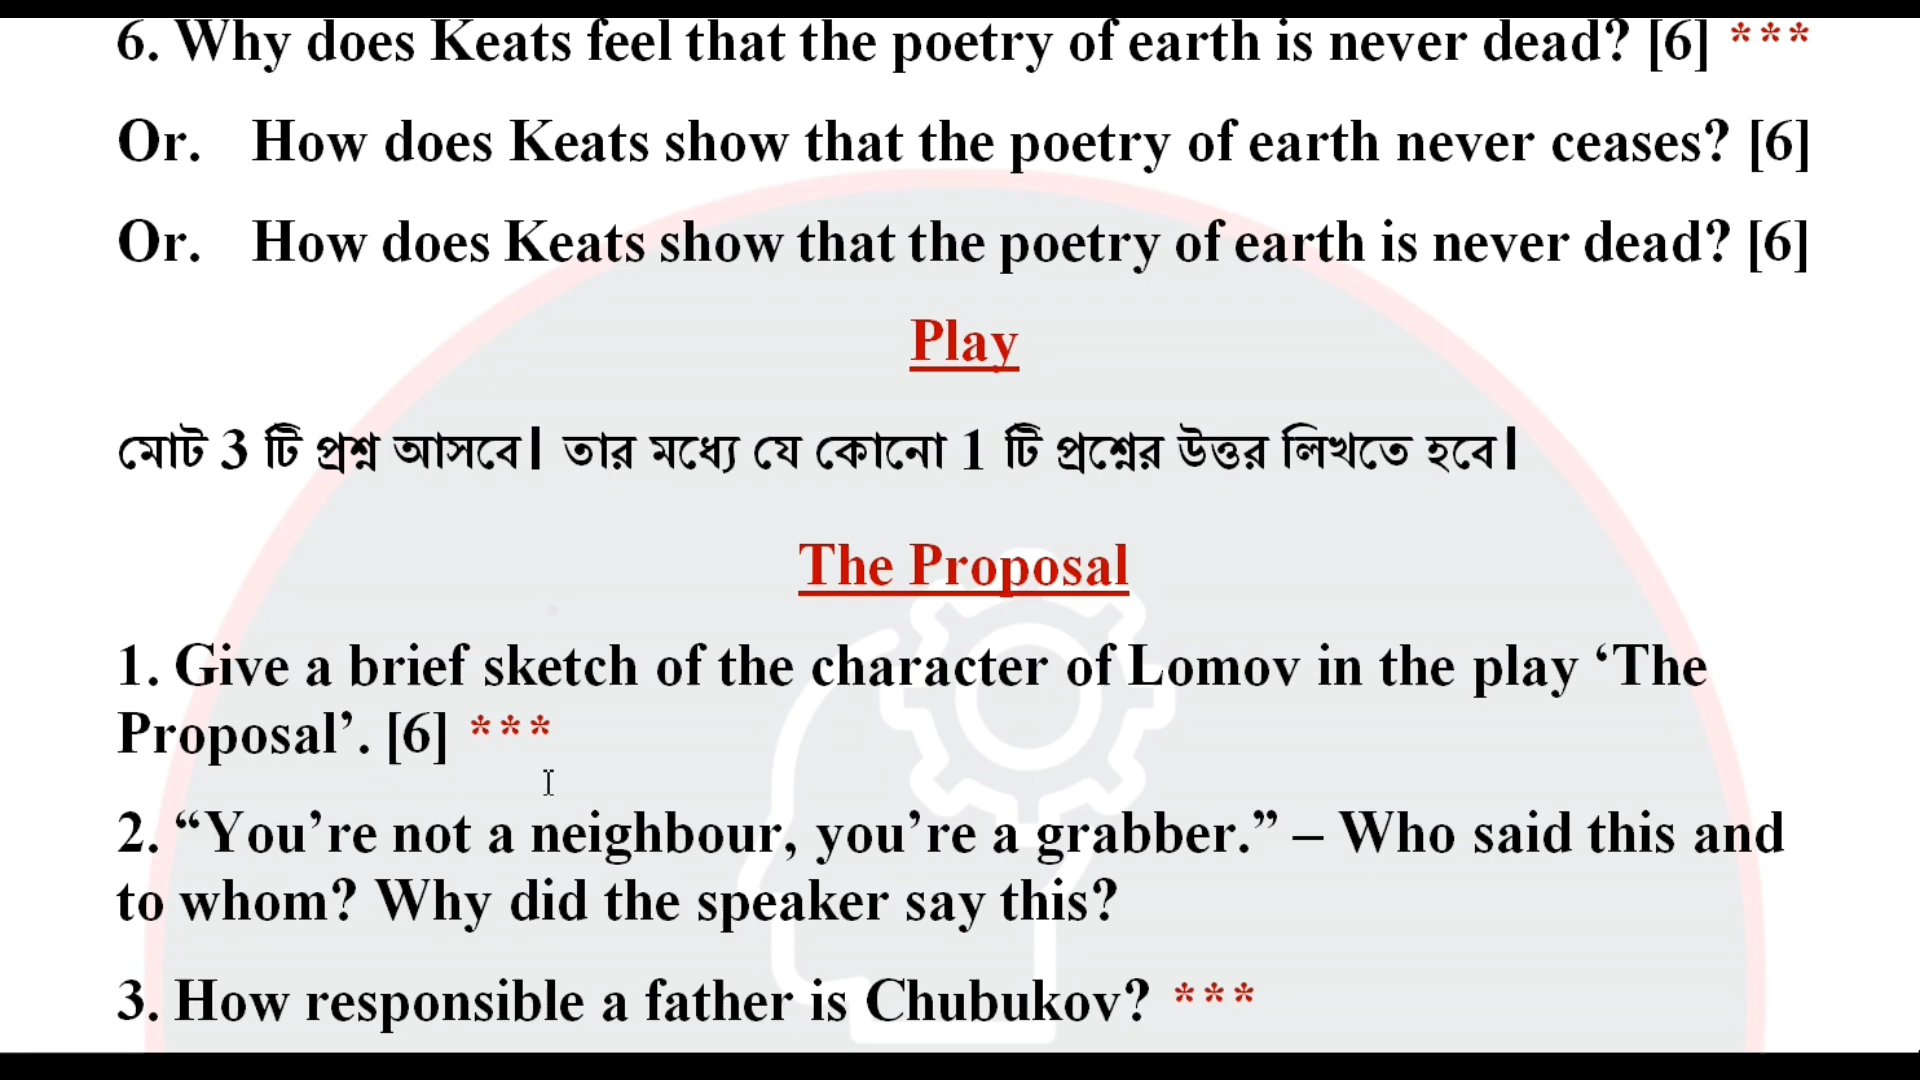 6. Why does Keats feel that the poetry of earth is never dead? [6] ***
Or. How does Keats show that the poetry of earth never ceases? [6]
Or. How does Keats show that the poetry of earth is never dead? [6]
Play
মোট 3 টি প্রশ্ন আসবে। তার মধ্যে যে কোনো 1 টি প্রশ্নের উত্তর লিখতে হবে।
The Proposal
1. Give a brief sketch of the character of Lomov in the play ‘The
Proposal’. [6] ***
2. “You’re not a neighbour, you’re a grabber.” – Who said this and
to whom? Why did the speaker say this?
3. How responsible a father is Chubukov? ***